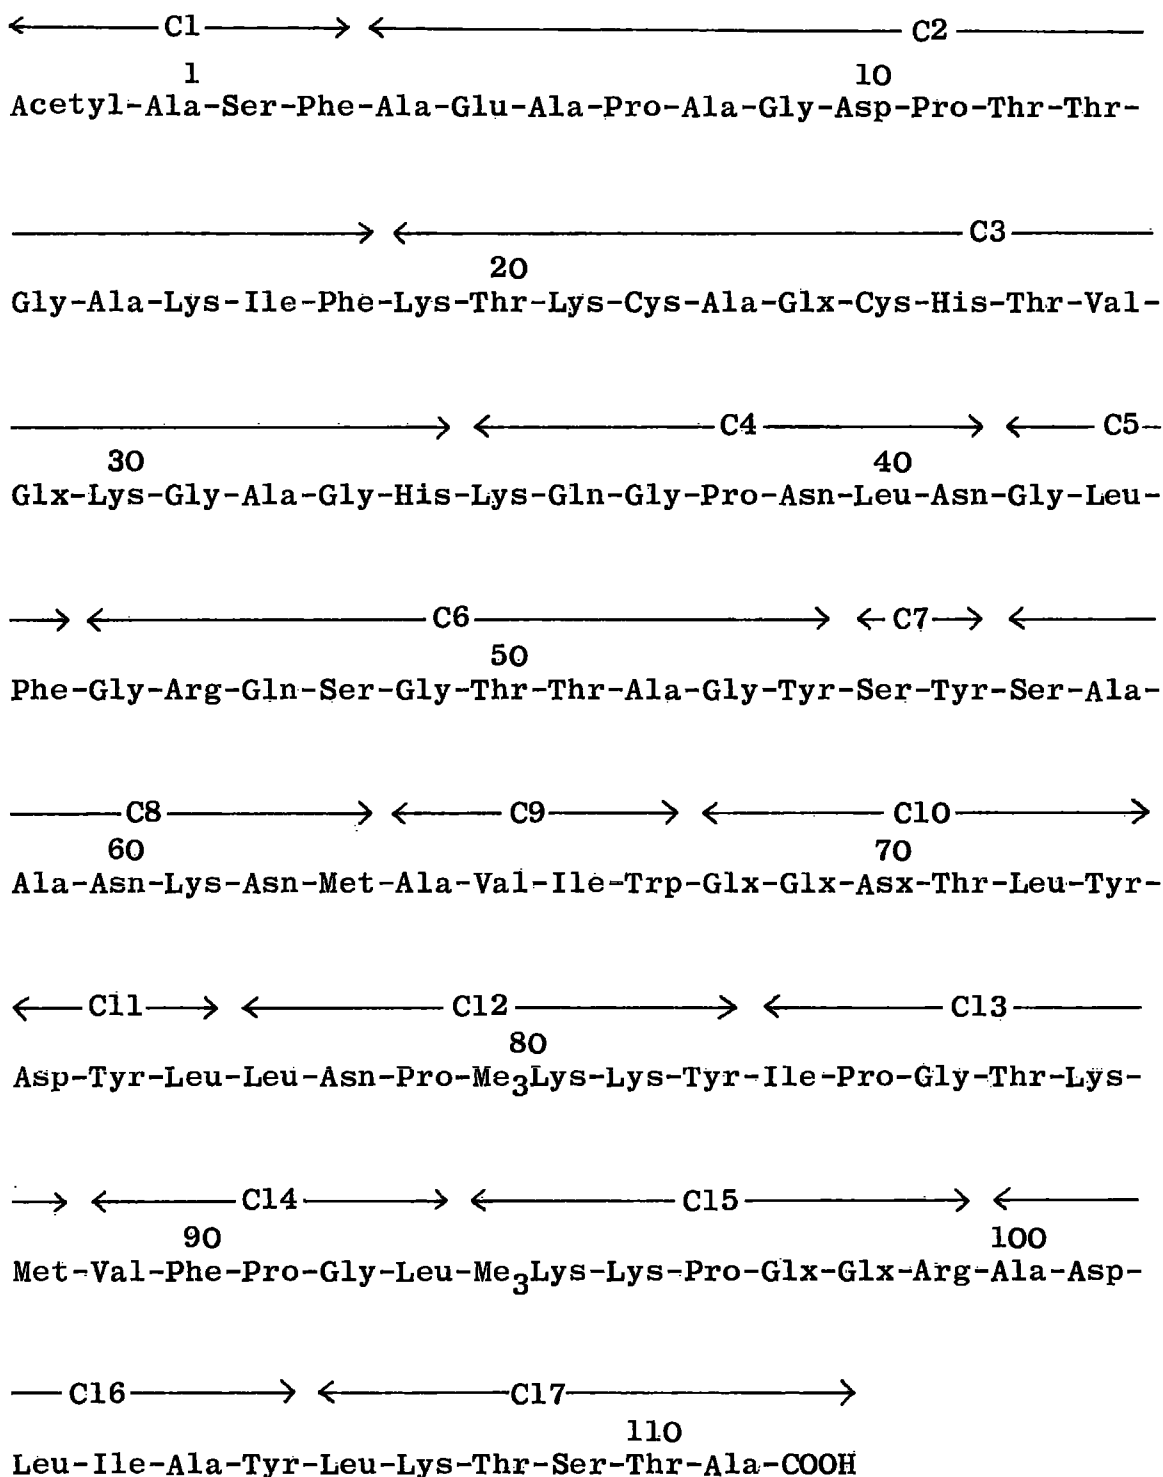 C1 C2
1 10
Acetyl-Ala-Ser-Phe-Ala-Glu-Ala-Pro-Ala-Gly-Asp-Pro-Thr-Thr-
C3
20
Gly-Ala-Lys-Ile-Phe-Lys-Thr-Lys-Cys-Ala-Glx-Cys-His-Thr-Val-
C4 C5
30 40
Glx-Lys-Gly-Ala-Gly-His-Lys-Gln-Gly-Pro-Asn-Leu-Asn-Gly-Leu-
C6 C7
50
Phe-Gly-Arg-Gln-Ser-Gly-Thr-Thr-Ala-Gly-Tyr-Ser-Tyr-Ser-Ala-
C8 C9 C10
60 70
Ala-Asn-Lys-Asn-Met-Ala-Val-Ile-Trp-Glx-Glx-Asx-Thr-Leu-Tyr-
C11 C12 C13
80
Asp-Tyr-Leu-Leu-Asn-Pro-Me3Lys-Lys-Tyr-Ile-Pro-Gly-Thr-Lys-
C14 C15
90 100
Met-Val-Phe-Pro-Gly-Leu-Me3Lys-Lys-Pro-Glx-Glx-Arg-Ala-Asp-
C16 C17
110
Leu-Ile-Ala-Tyr-Leu-Lys-Thr-Ser-Thr-Ala-COOH